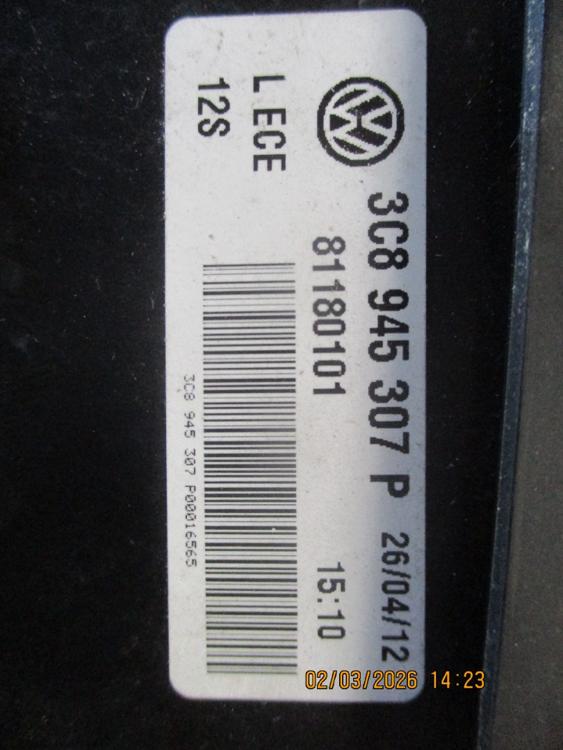 3C8 945 307 P 26/04/12
81180101 15:10
L ECE
12S
3C8 945 307 P00016565
02/03/2026 14:23